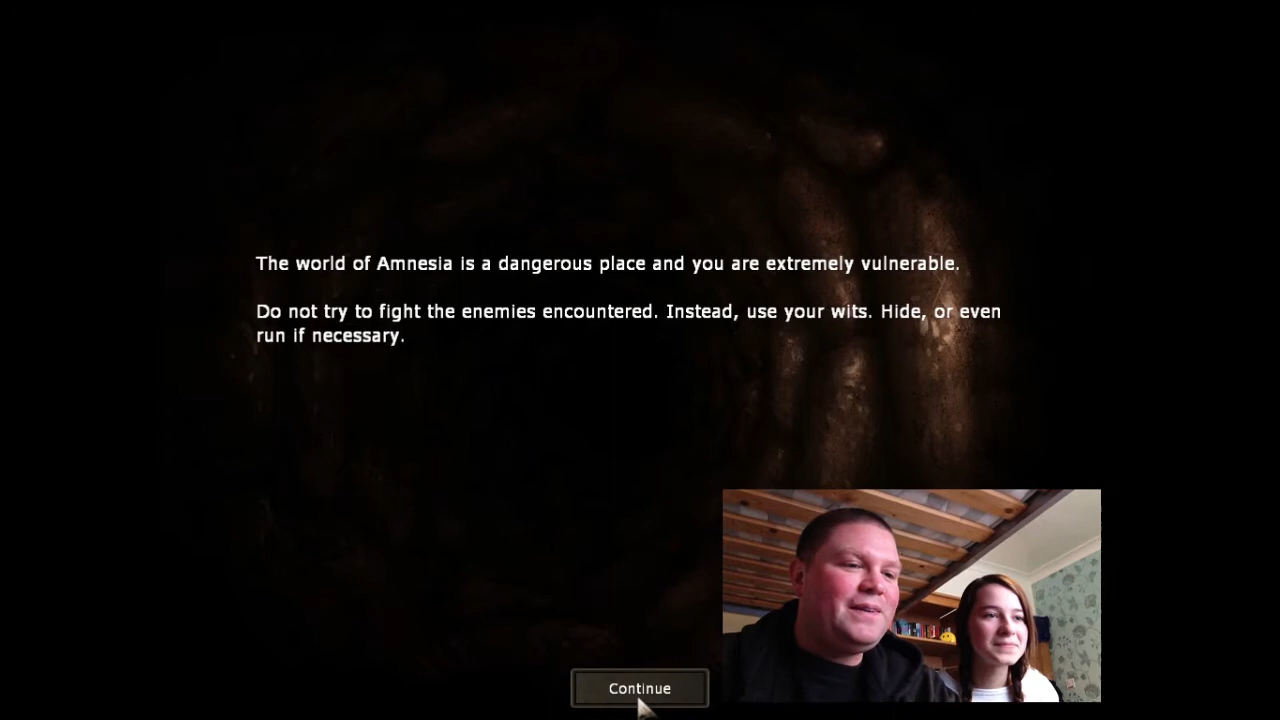 The world of Amnesia is a dangerous place and you are extremely vulnerable.
Do not try to fight the enemies encountered. Instead, use your wits. Hide, or even
run if necessary.
Continue